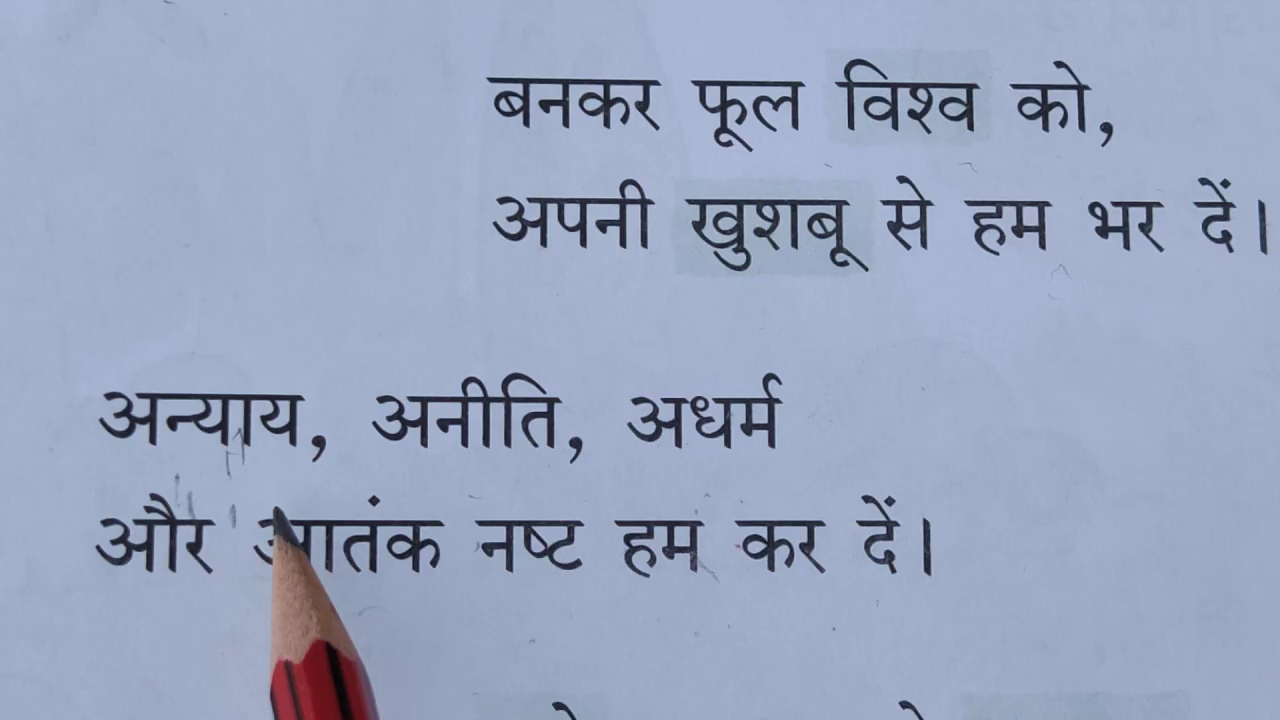 बनकर फूल विश्व को,
अपनी खुशबू से हम भर दें।
अन्याय, अनीति, अधर्म
और आतंक नष्ट हम कर दें।